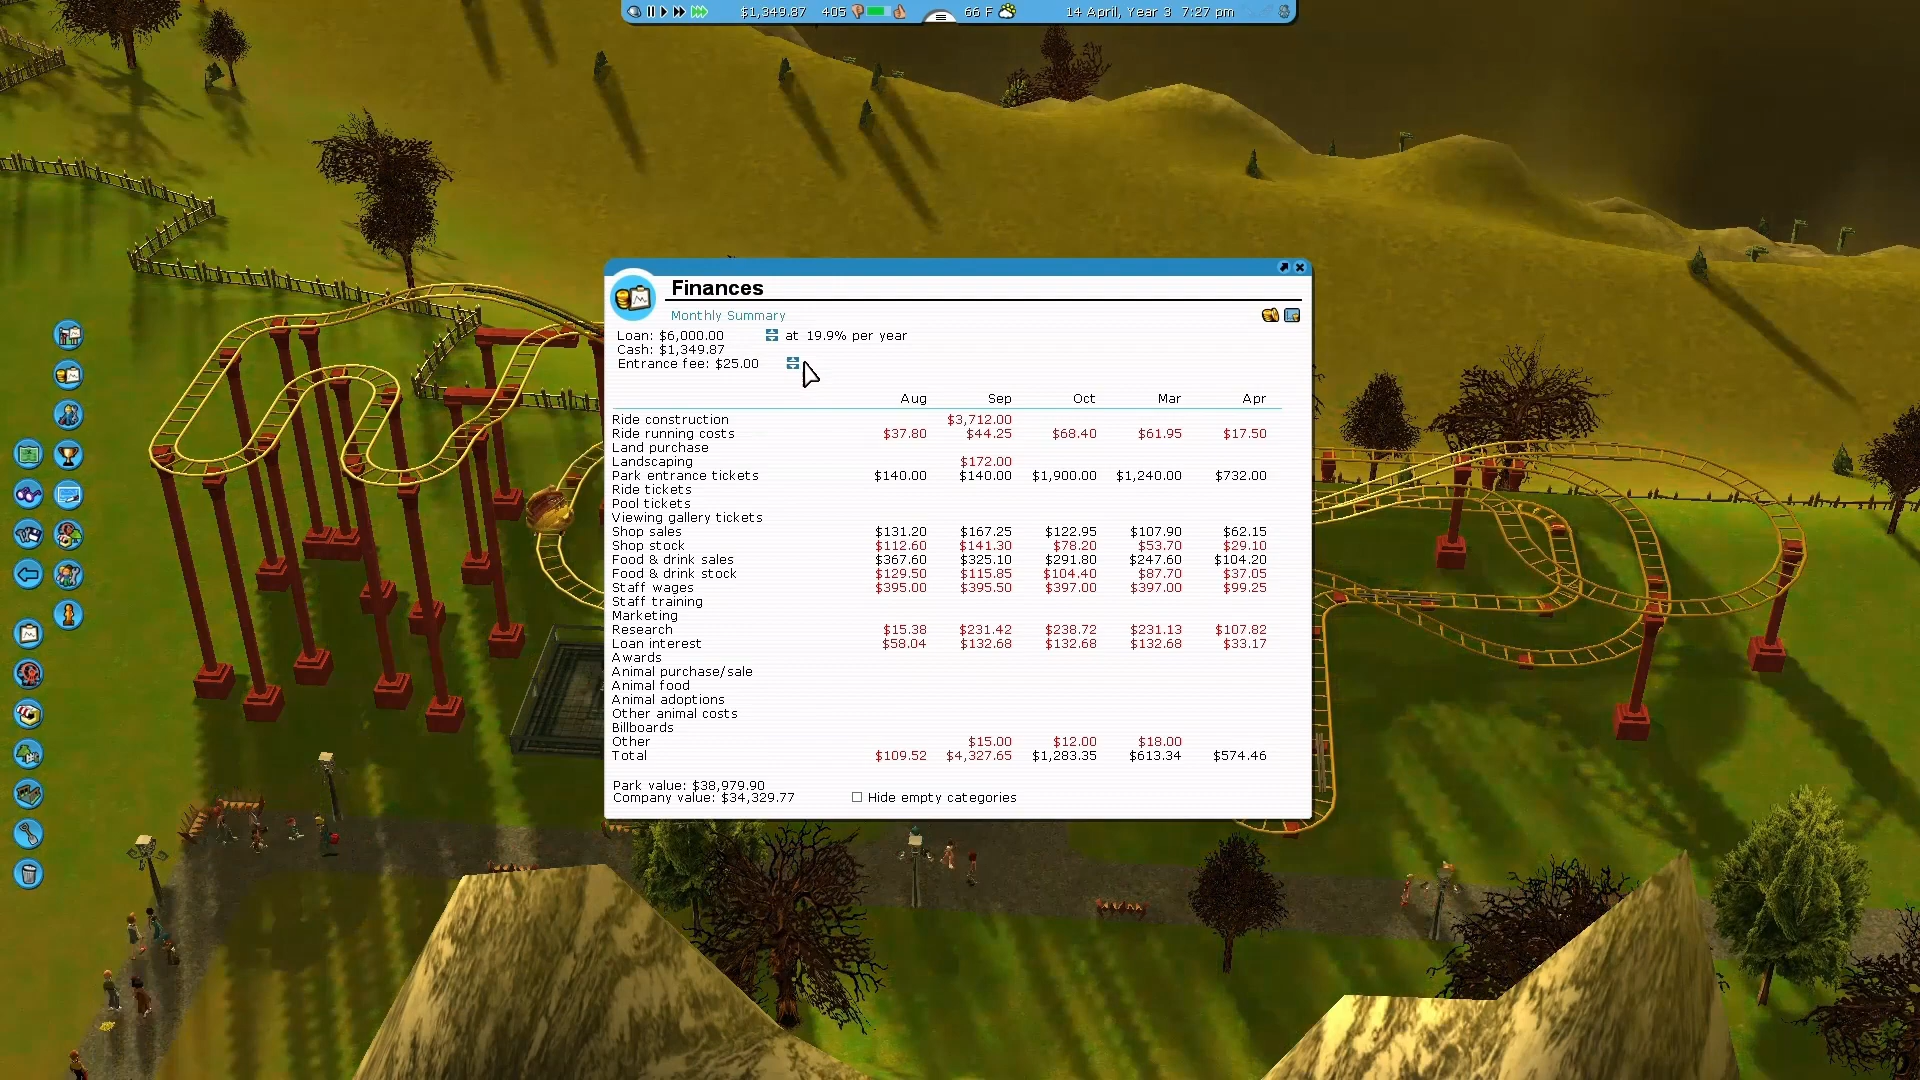 $1,349.87 405 66 F 14 April, Year 3 7:27 pm
Finances
Monthly Summary
Loan: $6,000.00 at 19.9% per year
Cash: $1,349.87
Entrance fee: $25.00
Aug Sep Oct Mar Apr
Ride construction $3,712.00
Ride running costs $37.80 $44.25 $68.40 $61.95 $17.50
Land purchase
Landscaping $172.00
Park entrance tickets $140.00 $140.00 $1,900.00 $1,240.00 $732.00
Ride tickets
Pool tickets
Viewing gallery tickets
Shop sales $131.20 $167.25 $122.95 $107.90 $62.15
Shop stock $112.60 $141.30 $78.20 $53.70 $29.10
Food & drink sales $367.60 $325.10 $291.80 $247.60 $104.20
Food & drink stock $129.50 $115.85 $104.40 $87.70 $37.05
Staff wages $395.00 $395.50 $397.00 $397.00 $99.25
Staff training
Marketing
Research $15.38 $231.42 $238.72 $231.13 $107.82
Loan interest $58.04 $132.68 $132.68 $132.68 $33.17
Awards
Animal purchase/sale
Animal food
Animal adoptions
Other animal costs
Billboards
Other $15.00 $12.00 $18.00
Total $109.52 $4,327.65 $1,283.35 $613.34 $574.46
Park value: $38,979.90
Company value: $34,329.77 Hide empty categories